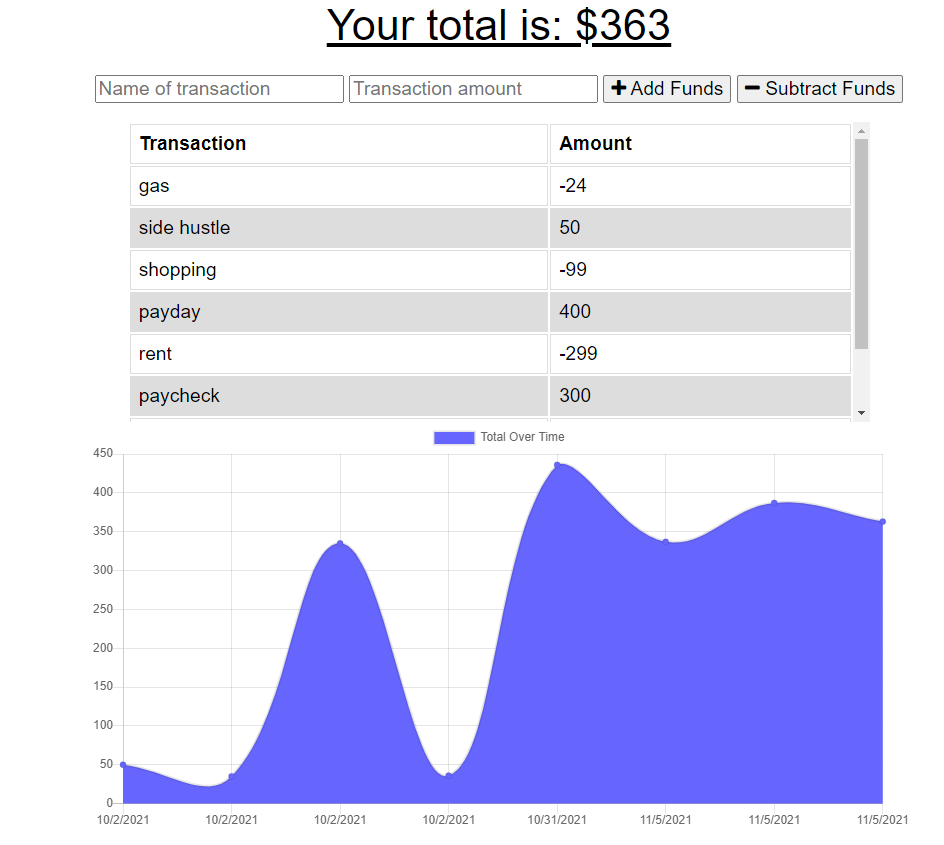 Your total is: $363
Name of transaction Transaction amount Add Funds Subtract Funds
Transaction Amount
gas -24
side hustle 50
shopping -99
payday 400
rent -299
paycheck 300
Total Over Time
450
400
350
300
250
200
150
100
50
0
10/2/2021 10/2/2021 10/2/2021 10/2/2021 10/31/2021 11/5/2021 11/5/2021 11/5/2021